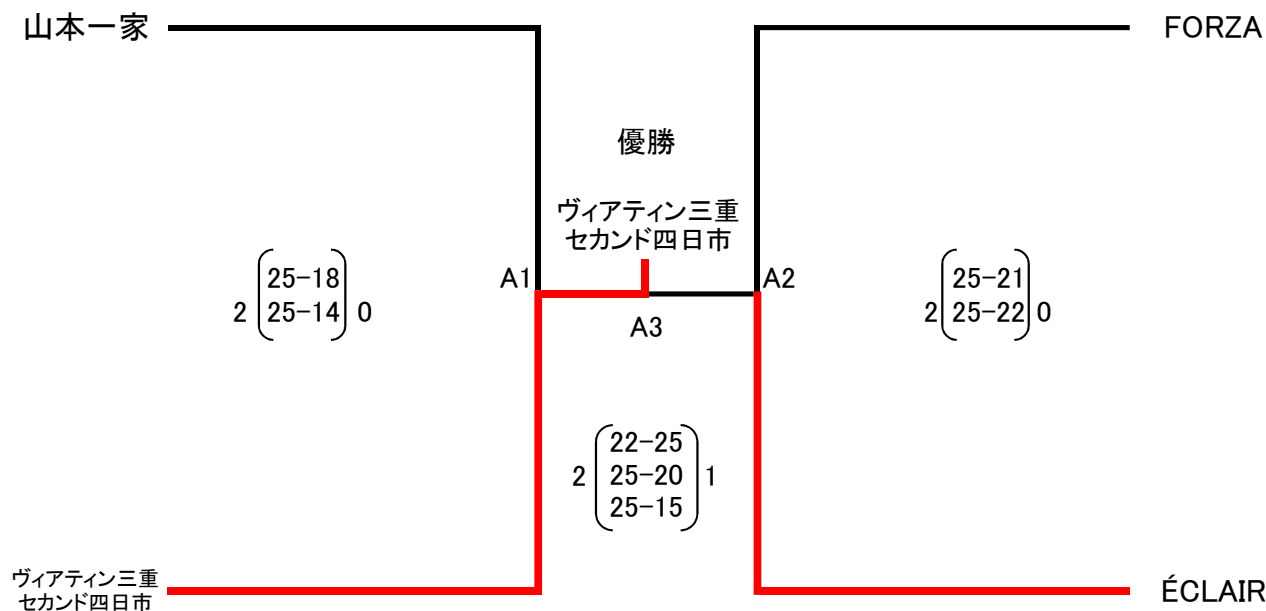 山本一家
FORZA
優勝
ヴィアティン三重
セカンド四日市
A1
A2
A3
2
25-18
25-14
0
2
25-21
25-22
0
2
22-25
25-20
25-15
1
ヴィアティン三重
セカンド四日市
ÉCLAIR